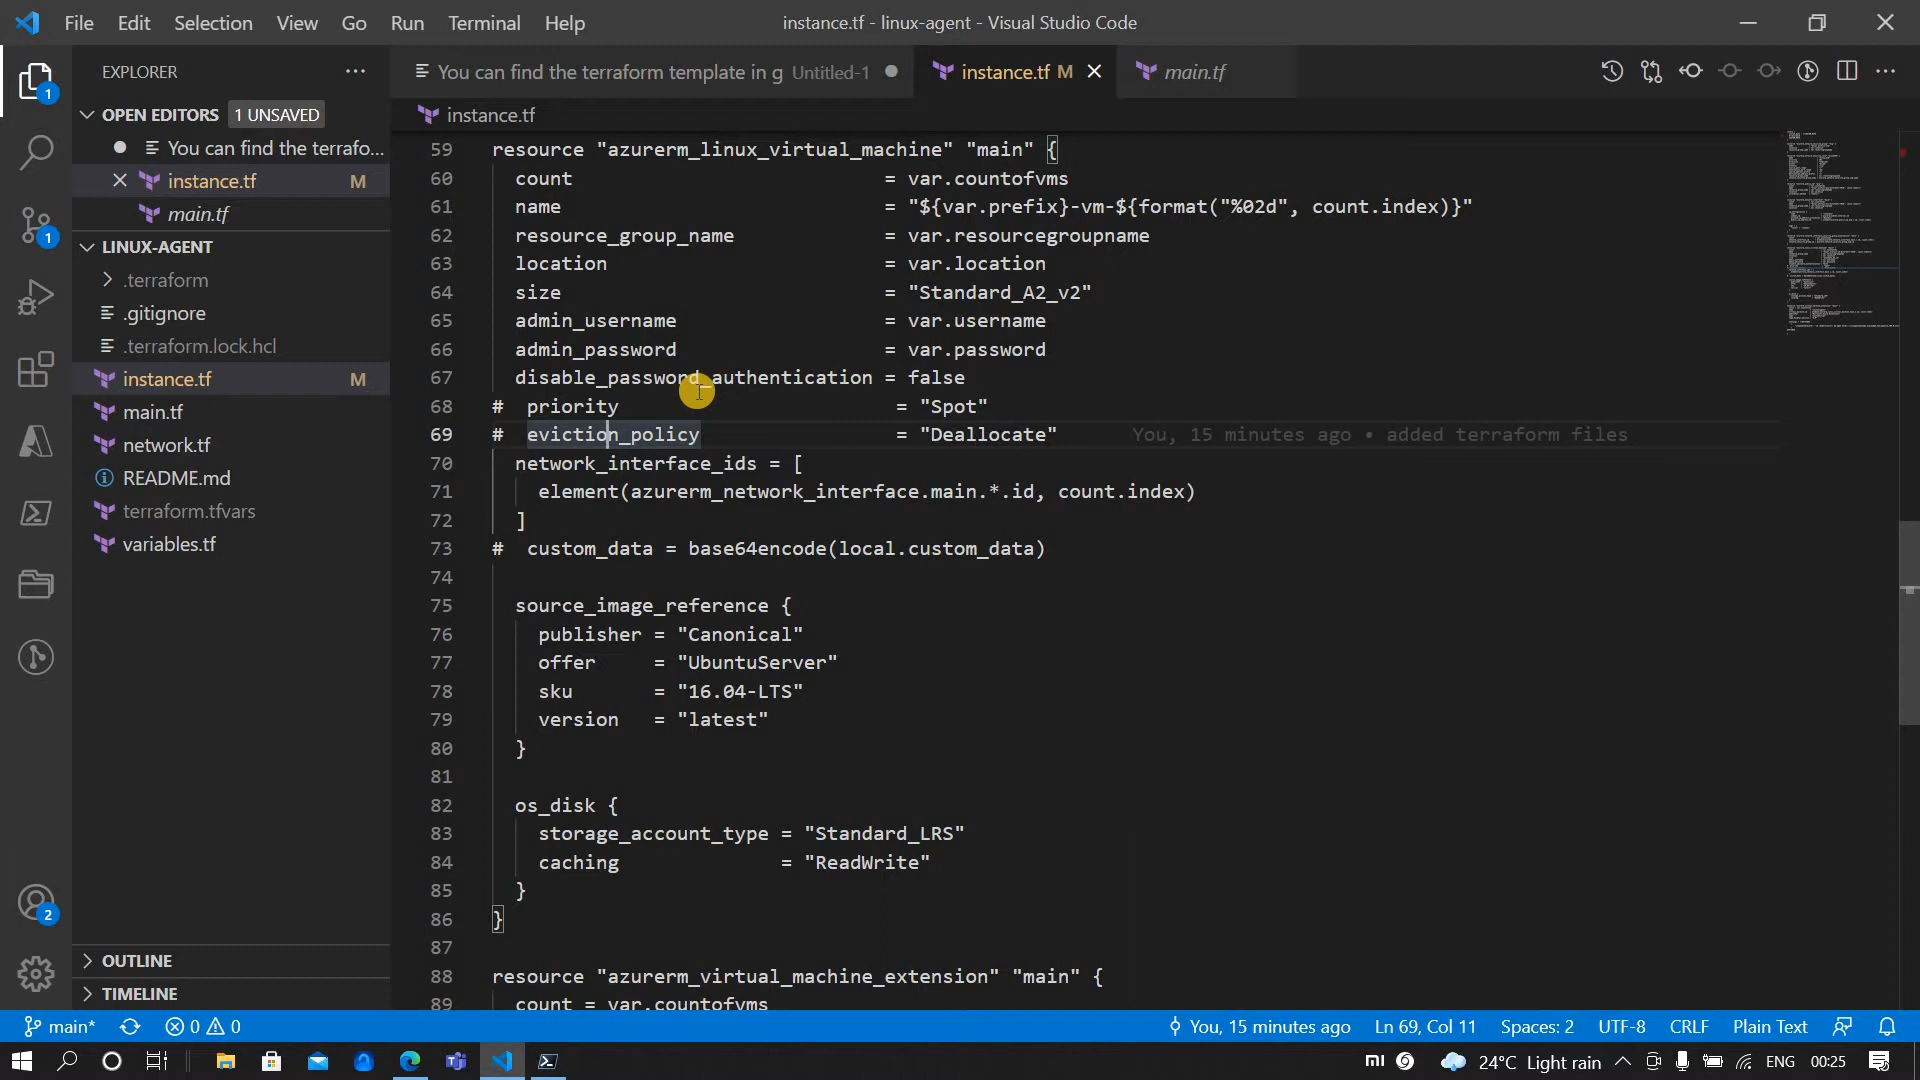 File Edit Selection View Go Run Terminal Help
instance.tf - linux-agent - Visual Studio Code
EXPLORER
OPEN EDITORS 1 UNSAVED
You can find the terrafo...
instance.tf M
main.tf
LINUX-AGENT
.terraform
.gitignore
.terraform.lock.hcl
instance.tf M
main.tf
network.tf
README.md
terraform.tfvars
variables.tf
OUTLINE
TIMELINE
1
1
2
You can find the terraform template in g Untitled-1
instance.tf M
main.tf
instance.tf
59 resource "azurerm_linux_virtual_machine" "main" {
60 count = var.countofvms
61 name = "${var.prefix}-vm-${format("%02d", count.index)}"
62 resource_group_name = var.resourcegroupname
63 location = var.location
64 size = "Standard_A2_v2"
65 admin_username = var.username
66 admin_password = var.password
67 disable_password_authentication = false
68 # priority = "Spot"
69 # eviction_policy = "Deallocate" You, 15 minutes ago • added terraform files
70 network_interface_ids = [
71 element(azurerm_network_interface.main.*.id, count.index)
72 ]
73 # custom_data = base64encode(local.custom_data)
74
75 source_image_reference {
76 publisher = "Canonical"
77 offer = "UbuntuServer"
78 sku = "16.04-LTS"
79 version = "latest"
80 }
81
82 os_disk {
83 storage_account_type = "Standard_LRS"
84 caching = "ReadWrite"
85 }
86 }
87
88 resource "azurerm_virtual_machine_extension" "main" {
89 count = var.countofvms
main* 0 0 You, 15 minutes ago Ln 69, Col 11 Spaces: 2 UTF-8 CRLF Plain Text
24°C Light rain ENG 00:25